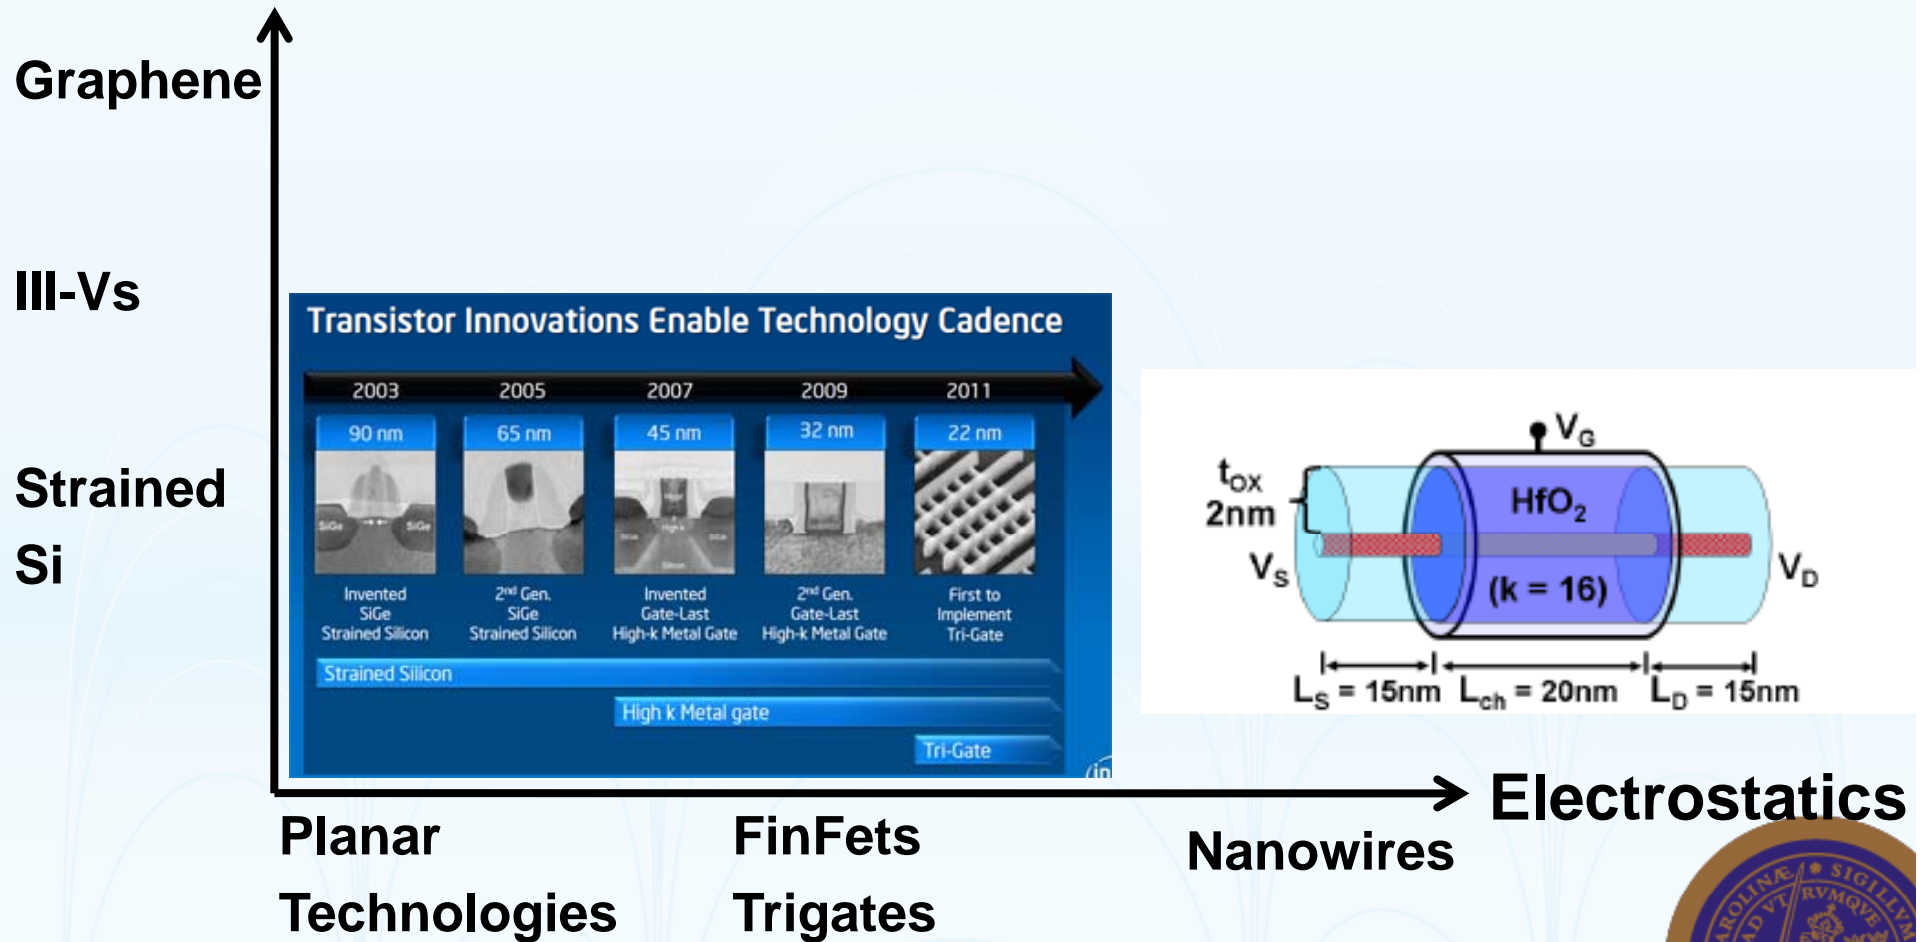 Graphene
III-Vs
Strained
Si
Transistor Innovations Enable Technology Cadence
2003 2005 2007 2009 2011
90 nm 65 nm 45 nm 32 nm 22 nm
SiGe SiGe
Invented
SiGe
Strained Silicon
2nd Gen.
SiGe
Strained Silicon
Invented
Gate-Last
High-k Metal Gate
2nd Gen.
Gate-Last
High-k Metal Gate
First to
Implement
Tri-Gate
Strained Silicon
High k Metal gate
Tri-Gate
VG
tOX
2nm
HfO2
(k = 16)
VS
VD
LS = 15nm Lch = 20nm LD = 15nm
Electrostatics
Planar
Technologies
FinFets
Trigates
Nanowires